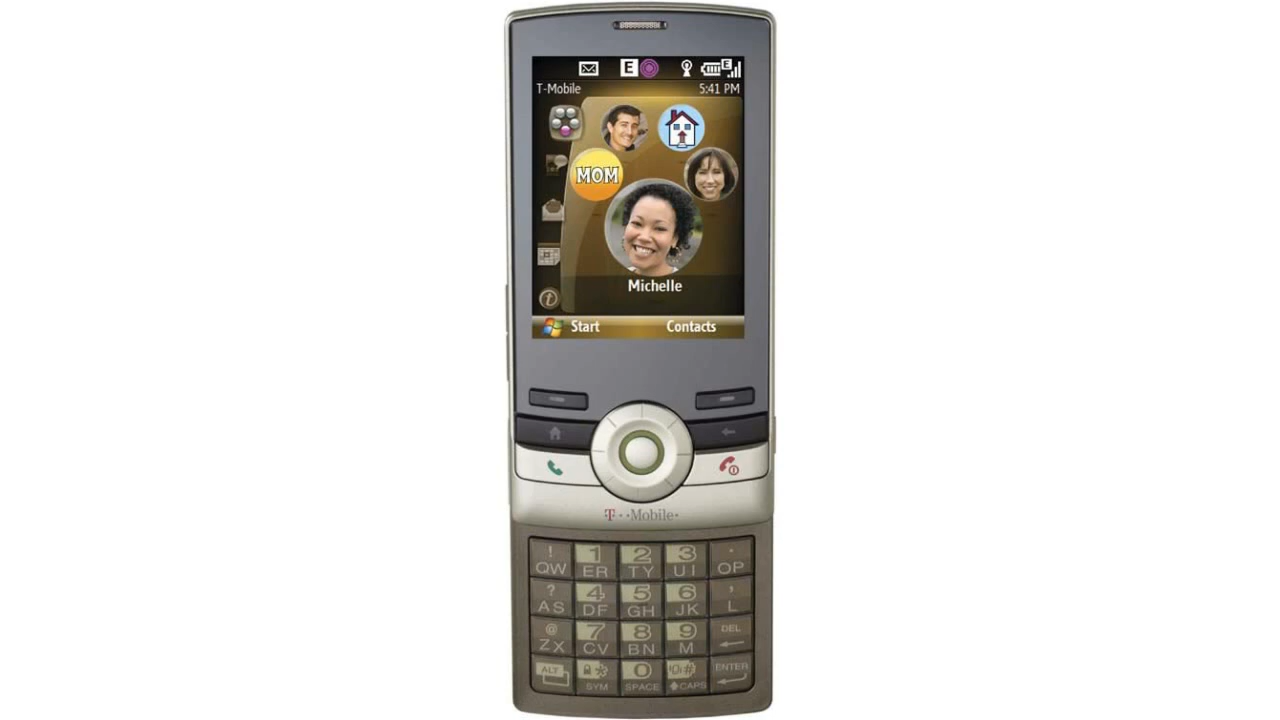 E E
T-Mobile 5:41 PM
MOM
Michelle
Start Contacts
T··Mobile·
! 1 2 3 .
QW ER TY UI OP
? 4 5 6 ,
AS DF GH JK L
@ 7 8 9 DEL
ZX CV BN M
ALT * 0 # ENTER
SYM SPACE CAPS